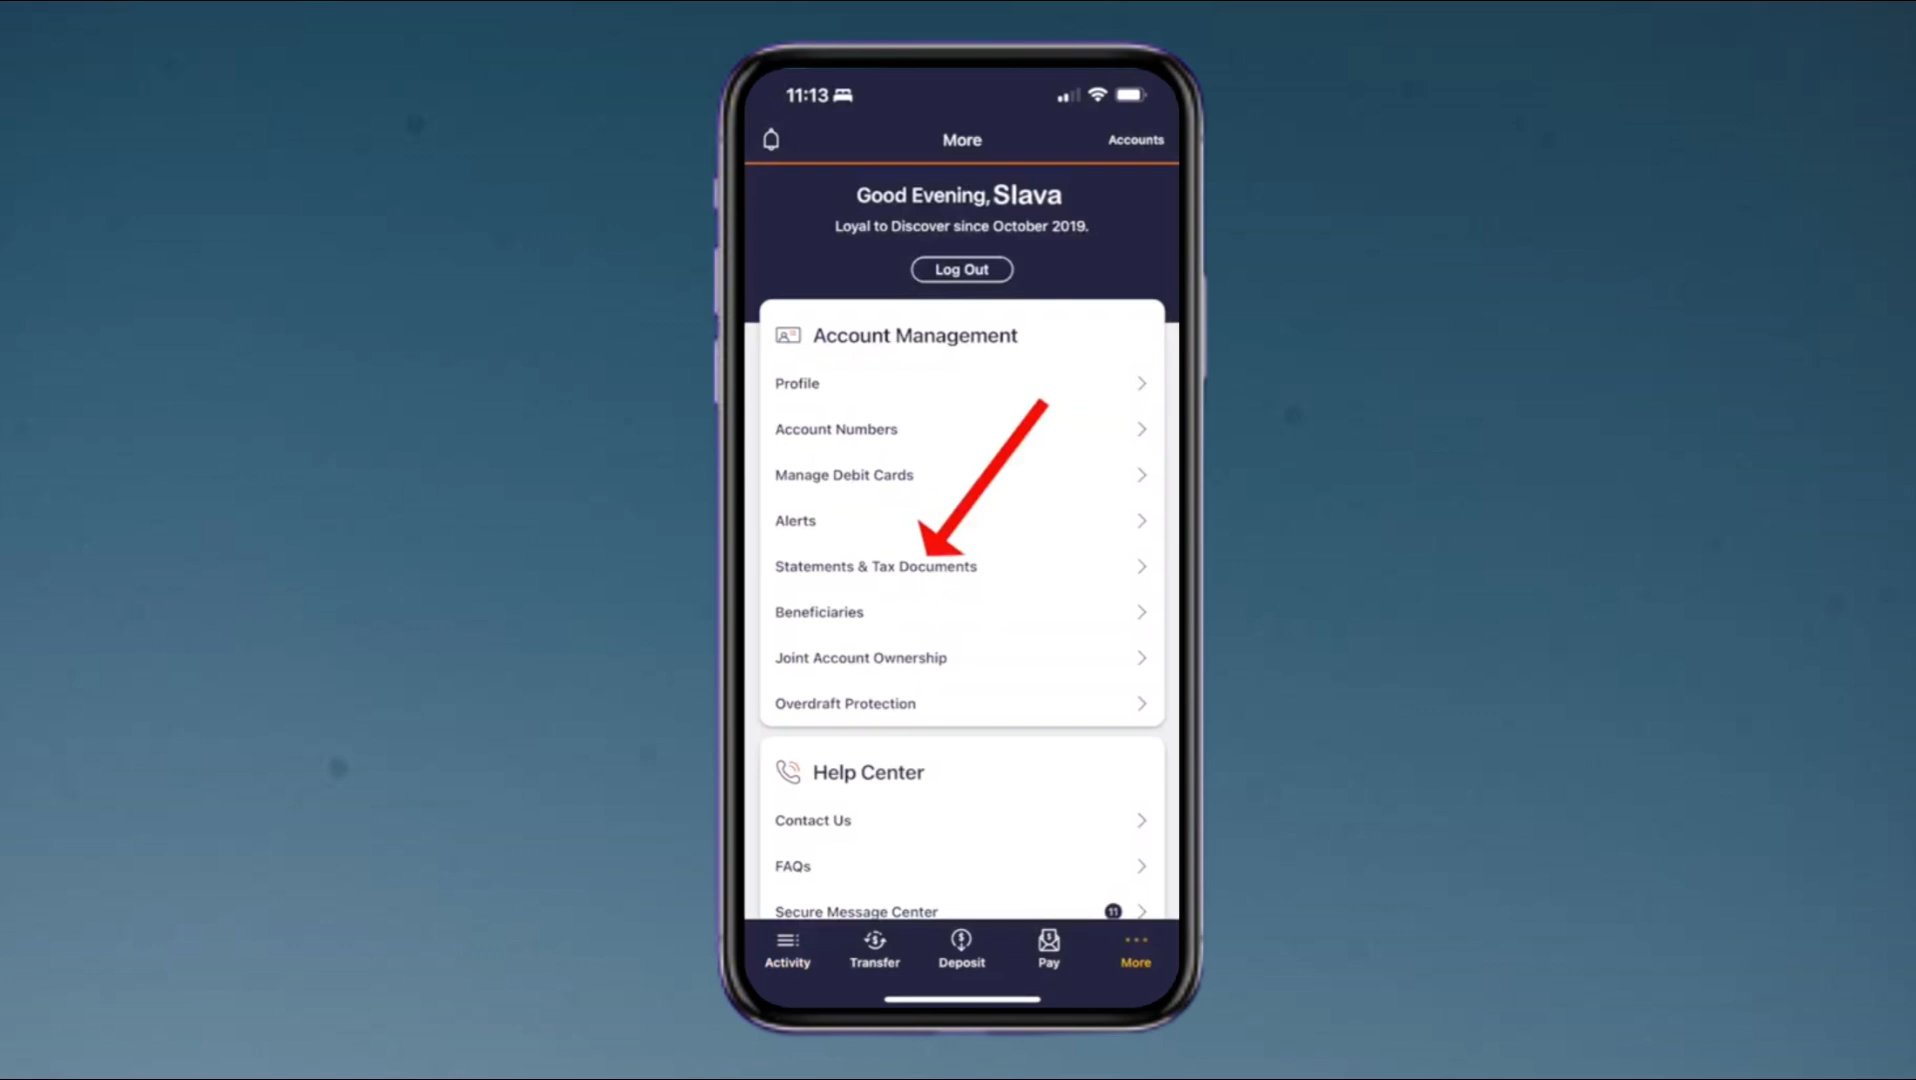 11:13
More
Accounts
Good Evening, Slava
Loyal to Discover since October 2019.
Log Out
Account Management
Profile
Account Numbers
Manage Debit Cards
Alerts
Statements & Tax Documents
Beneficiaries
Joint Account Ownership
Overdraft Protection
Help Center
Contact Us
FAQs
Secure Message Center 11
Activity Transfer Deposit Pay More